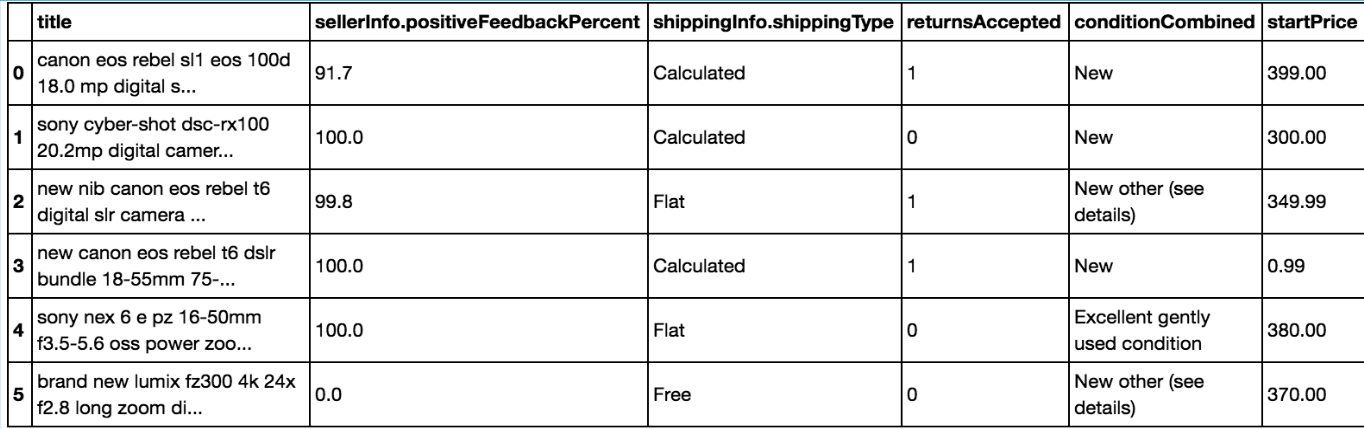 title sellerInfo.positiveFeedbackPercent shippingInfo.shippingType returnsAccepted conditionCombined startPrice
0 canon eos rebel sl1 eos 100d 18.0 mp digital s... 91.7 Calculated 1 New 399.00
1 sony cyber-shot dsc-rx100 20.2mp digital camer... 100.0 Calculated 0 New 300.00
2 new nib canon eos rebel t6 digital slr camera ... 99.8 Flat 1 New other (see details) 349.99
3 new canon eos rebel t6 dslr bundle 18-55mm 75-... 100.0 Calculated 1 New 0.99
4 sony nex 6 e pz 16-50mm f3.5-5.6 oss power zoo... 100.0 Flat 0 Excellent gently used condition 380.00
5 brand new lumix fz300 4k 24x f2.8 long zoom di... 0.0 Free 0 New other (see details) 370.00